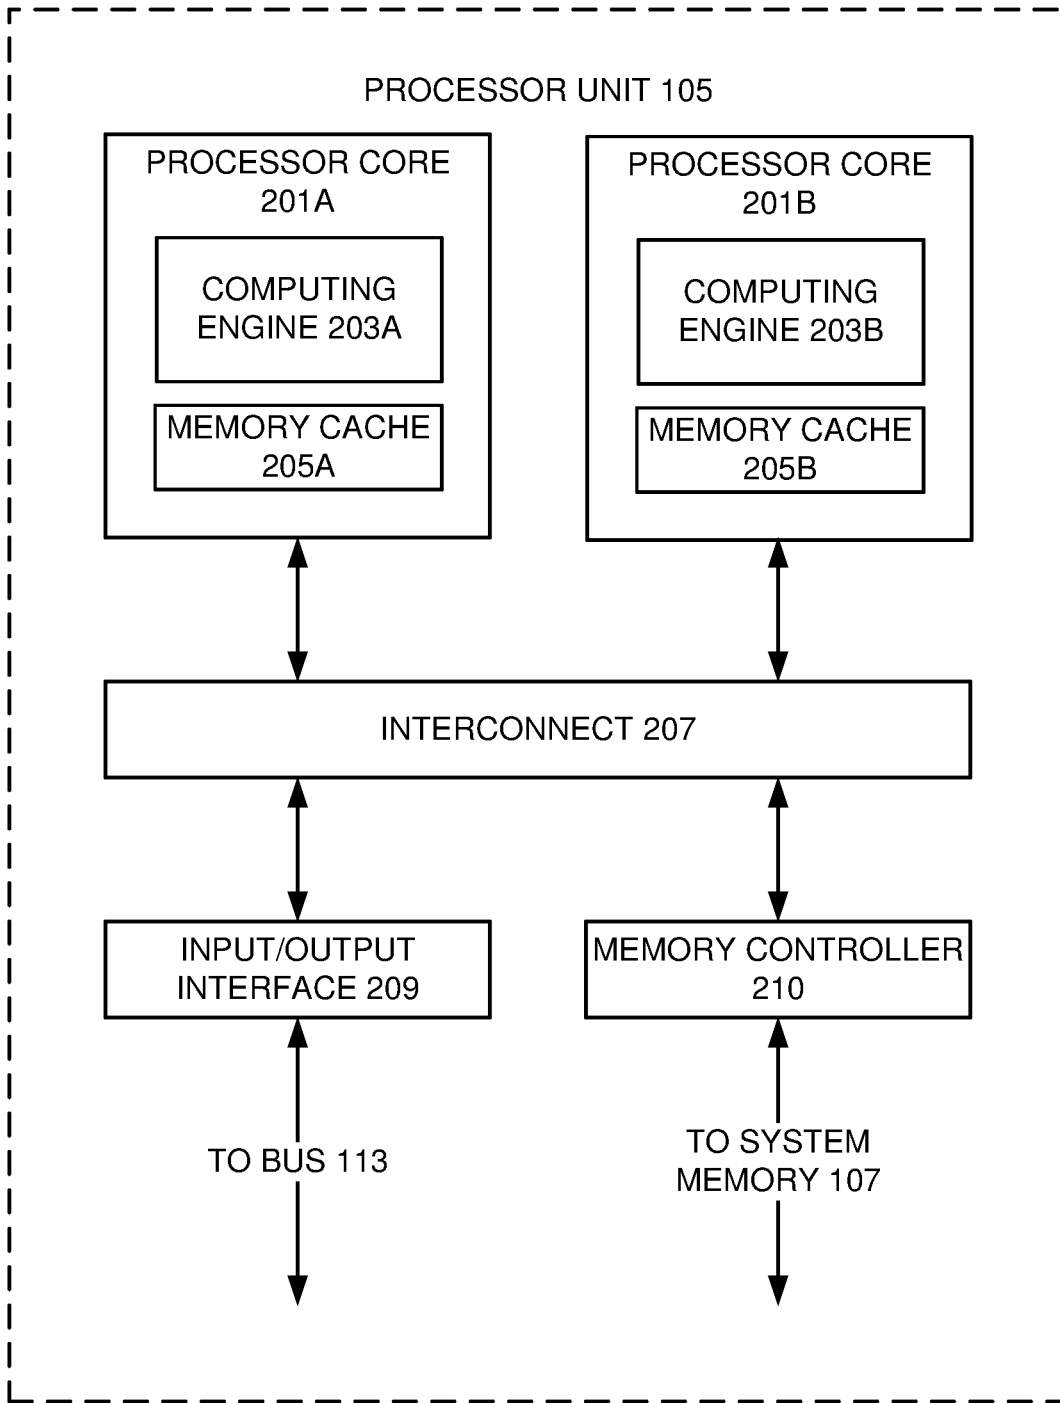 PROCESSOR UNIT 105
PROCESSOR CORE
201A
COMPUTING
ENGINE 203A
MEMORY CACHE
205A
PROCESSOR CORE
201B
COMPUTING
ENGINE 203B
MEMORY CACHE
205B
INTERCONNECT 207
INPUT/OUTPUT
INTERFACE 209
MEMORY CONTROLLER
210
TO BUS 113
TO SYSTEM
MEMORY 107